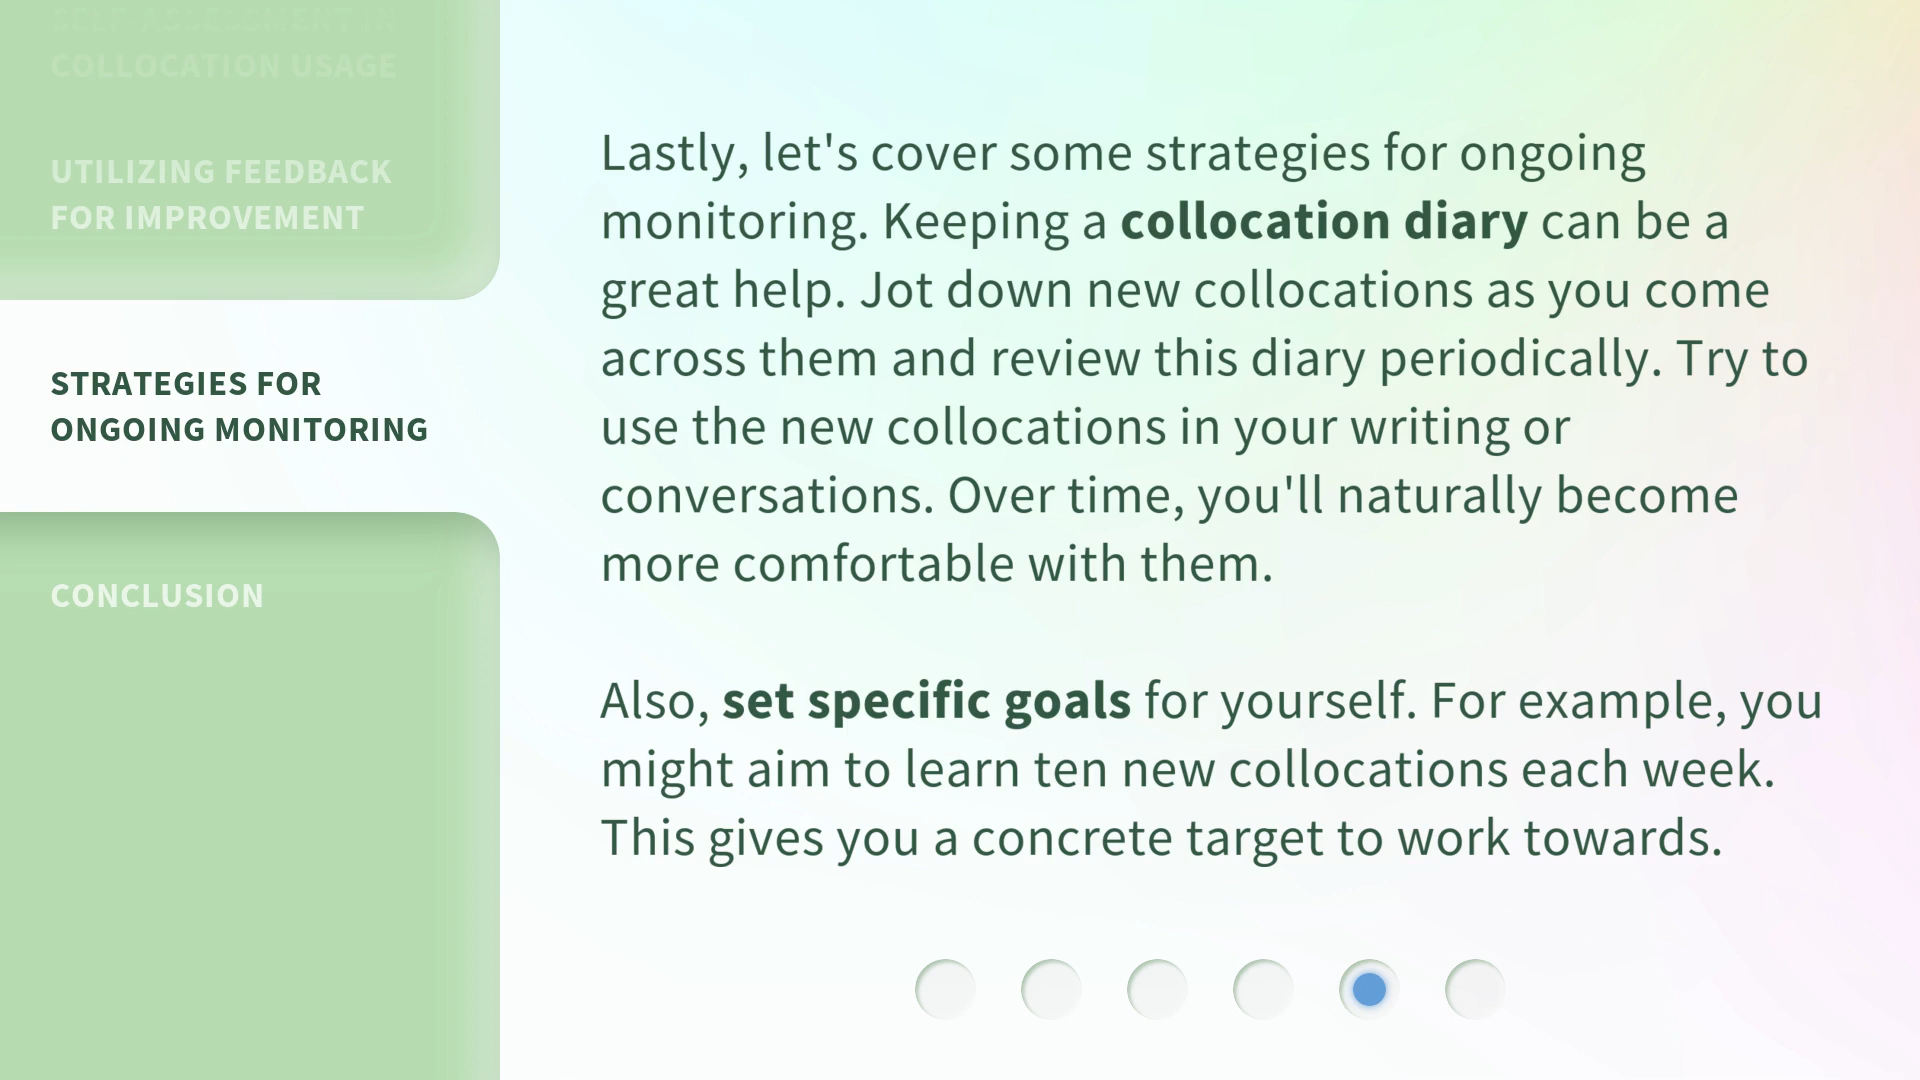 SELF-ASSESSMENT IN
COLLOCATION USAGE
UTILIZING FEEDBACK
FOR IMPROVEMENT
STRATEGIES FOR
ONGOING MONITORING
CONCLUSION
Lastly, let's cover some strategies for ongoing
monitoring. Keeping a collocation diary can be a
great help. Jot down new collocations as you come
across them and review this diary periodically. Try to
use the new collocations in your writing or
conversations. Over time, you'll naturally become
more comfortable with them.
Also, set specific goals for yourself. For example, you
might aim to learn ten new collocations each week.
This gives you a concrete target to work towards.